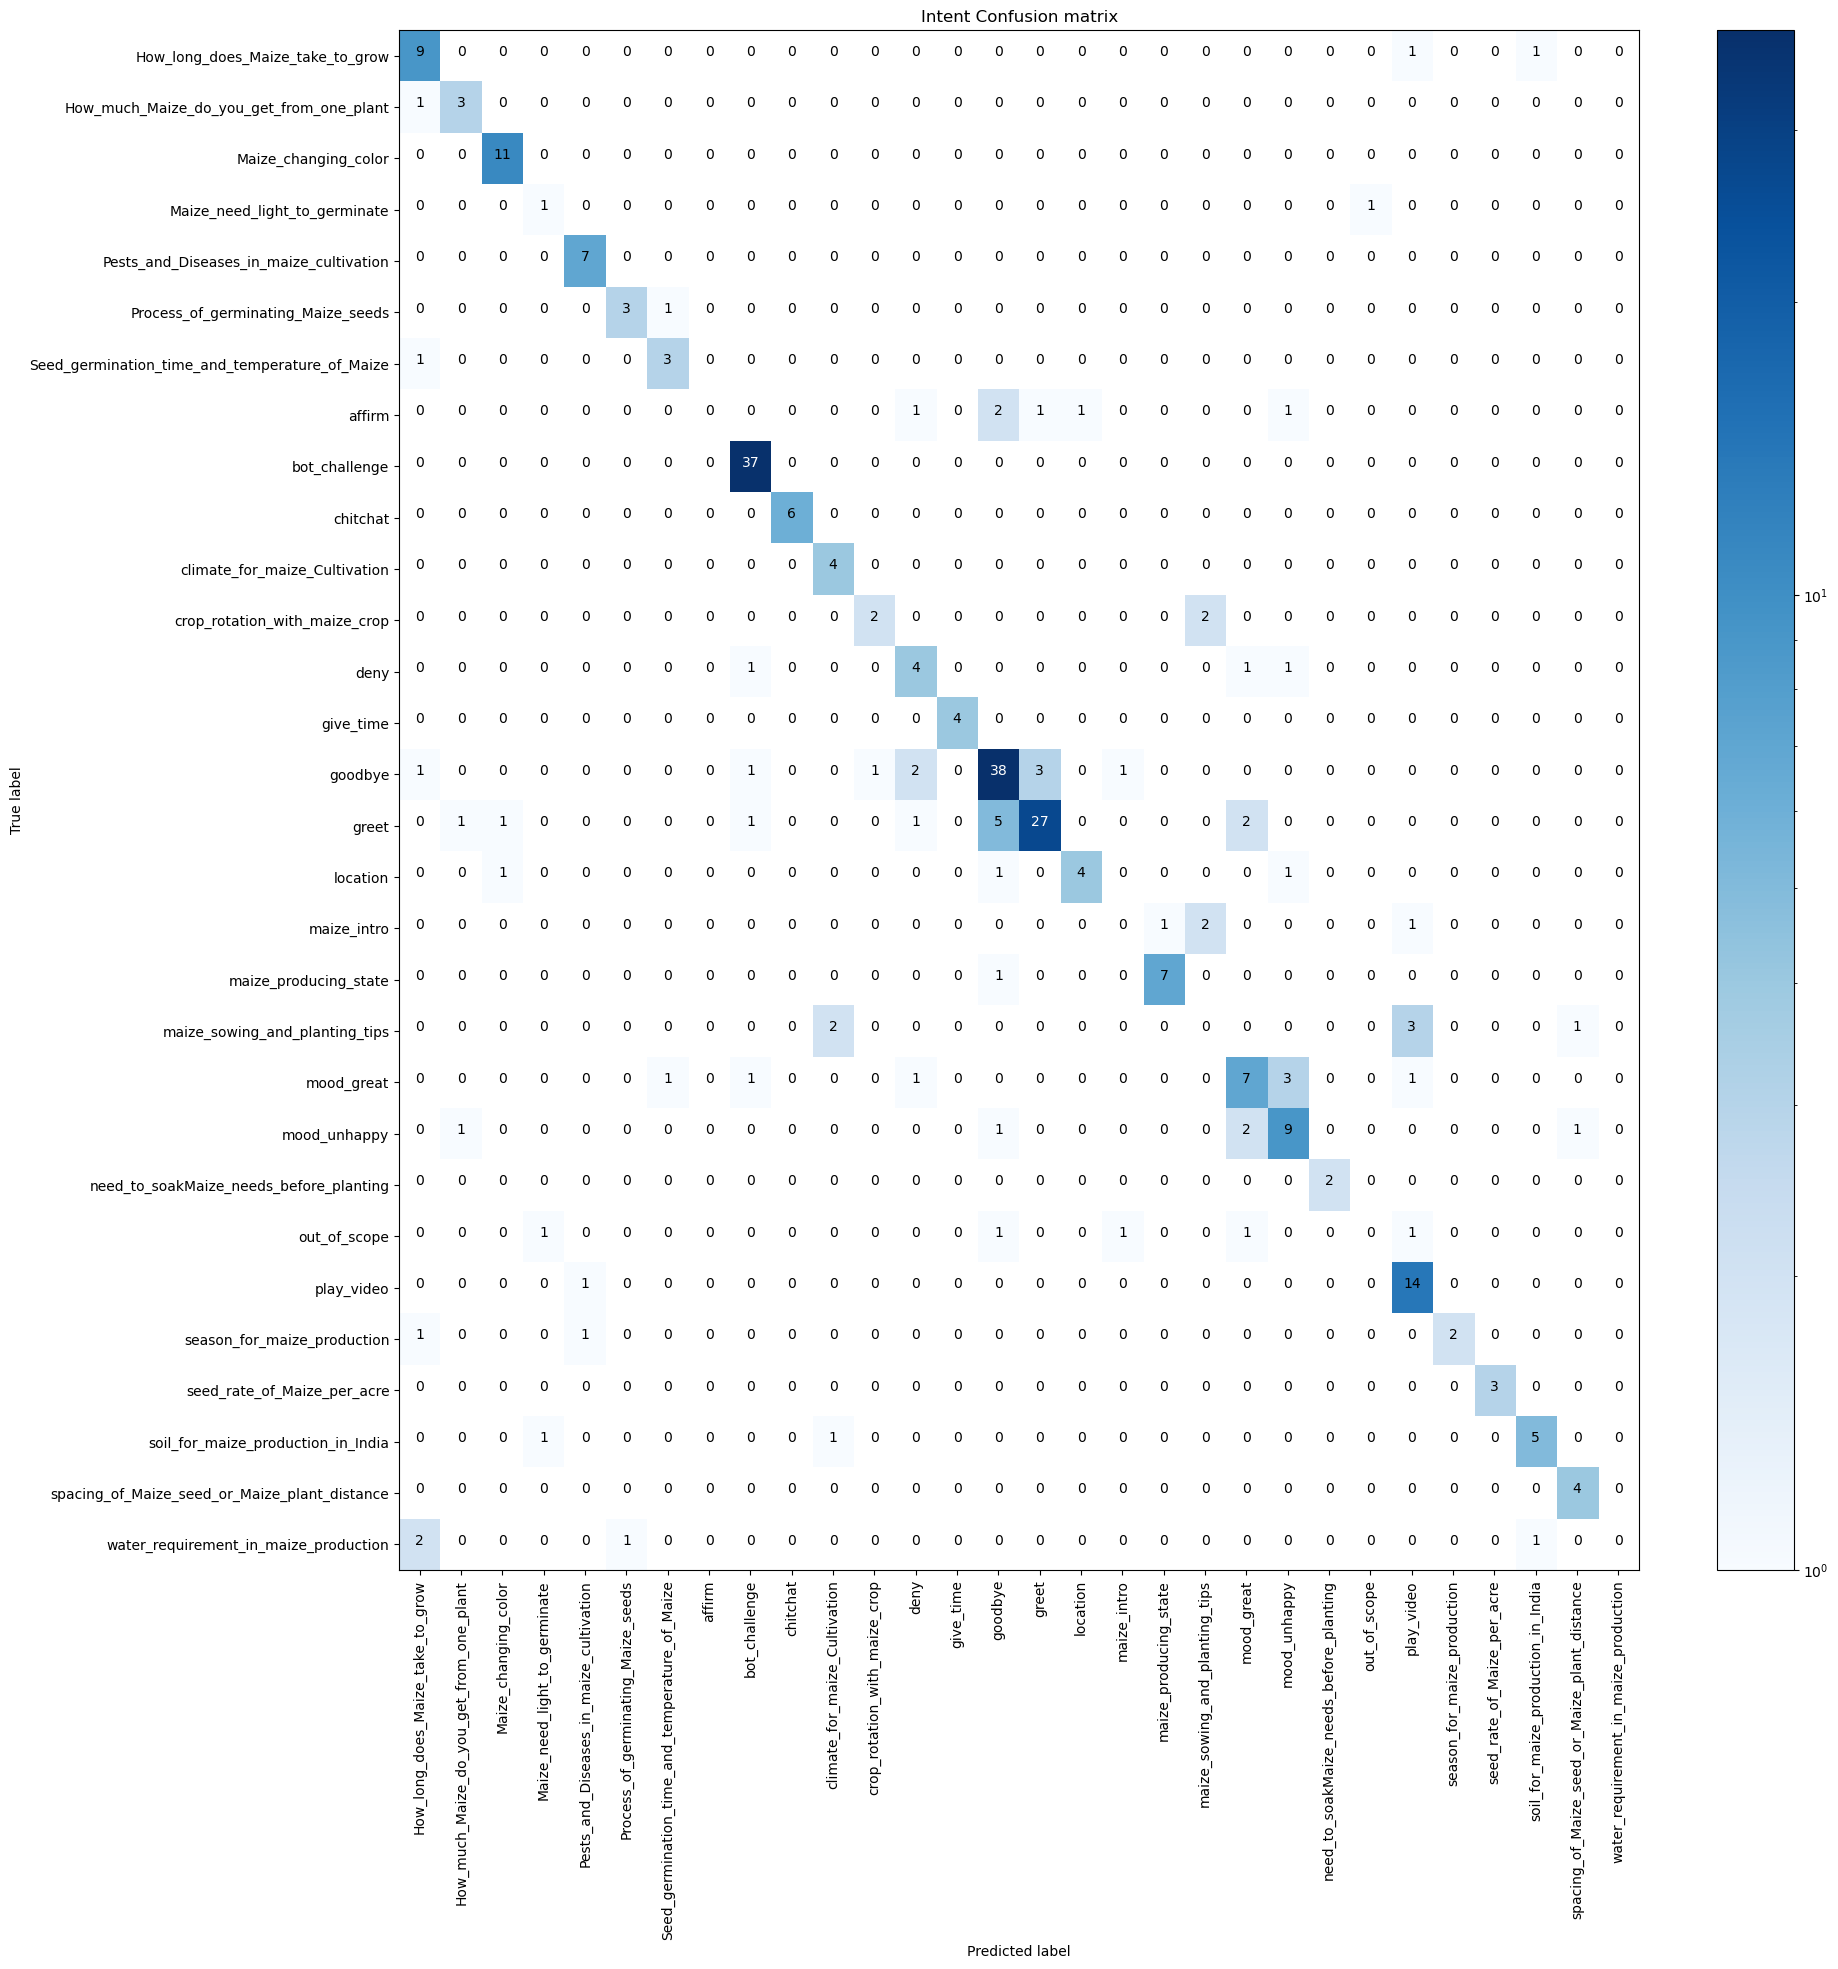 Intent Confusion matrix
How_long_does_Maize_take_to_grow 9 0 0 0 0 0 0 0 0 0 0 0 0 0 0 0 0 0 0 0 0 0 0 0 1 0 0 1 0 0
How_much_Maize_do_you_get_from_one_plant 1 3 0 0 0 0 0 0 0 0 0 0 0 0 0 0 0 0 0 0 0 0 0 0 0 0 0 0 0 0
Maize_changing_color 0 0 11 0 0 0 0 0 0 0 0 0 0 0 0 0 0 0 0 0 0 0 0 0 0 0 0 0 0 0
Maize_need_light_to_germinate 0 0 0 1 0 0 0 0 0 0 0 0 0 0 0 0 0 0 0 0 0 0 0 1 0 0 0 0 0 0
Pests_and_Diseases_in_maize_cultivation 0 0 0 0 7 0 0 0 0 0 0 0 0 0 0 0 0 0 0 0 0 0 0 0 0 0 0 0 0 0
Process_of_germinating_Maize_seeds 0 0 0 0 0 3 1 0 0 0 0 0 0 0 0 0 0 0 0 0 0 0 0 0 0 0 0 0 0 0
Seed_germination_time_and_temperature_of_Maize 1 0 0 0 0 0 3 0 0 0 0 0 0 0 0 0 0 0 0 0 0 0 0 0 0 0 0 0 0 0
affirm 0 0 0 0 0 0 0 0 0 0 0 0 1 0 2 1 1 0 0 0 0 1 0 0 0 0 0 0 0 0
bot_challenge 0 0 0 0 0 0 0 0 37 0 0 0 0 0 0 0 0 0 0 0 0 0 0 0 0 0 0 0 0 0
chitchat 0 0 0 0 0 0 0 0 0 6 0 0 0 0 0 0 0 0 0 0 0 0 0 0 0 0 0 0 0 0
climate_for_maize_Cultivation 0 0 0 0 0 0 0 0 0 0 4 0 0 0 0 0 0 0 0 0 0 0 0 0 0 0 0 0 0 0
crop_rotation_with_maize_crop 0 0 0 0 0 0 0 0 0 0 0 2 0 0 0 0 0 0 0 2 0 0 0 0 0 0 0 0 0 0
deny 0 0 0 0 0 0 0 0 1 0 0 0 4 0 0 0 0 0 0 0 1 1 0 0 0 0 0 0 0 0
give_time 0 0 0 0 0 0 0 0 0 0 0 0 0 4 0 0 0 0 0 0 0 0 0 0 0 0 0 0 0 0
goodbye 1 0 0 0 0 0 0 0 1 0 0 1 2 0 38 3 0 1 0 0 0 0 0 0 0 0 0 0 0 0
greet 0 1 1 0 0 0 0 0 1 0 0 0 1 0 5 27 0 0 0 0 2 0 0 0 0 0 0 0 0 0
location 0 0 1 0 0 0 0 0 0 0 0 0 0 0 1 0 4 0 0 0 0 1 0 0 0 0 0 0 0 0
maize_intro 0 0 0 0 0 0 0 0 0 0 0 0 0 0 0 0 0 0 1 2 0 0 0 0 1 0 0 0 0 0
maize_producing_state 0 0 0 0 0 0 0 0 0 0 0 0 0 0 1 0 0 0 7 0 0 0 0 0 0 0 0 0 0 0
maize_sowing_and_planting_tips 0 0 0 0 0 0 0 0 0 0 2 0 0 0 0 0 0 0 0 0 0 0 0 0 3 0 0 0 1 0
mood_great 0 0 0 0 0 0 1 0 1 0 0 0 1 0 0 0 0 0 0 0 7 3 0 0 1 0 0 0 0 0
mood_unhappy 0 1 0 0 0 0 0 0 0 0 0 0 0 0 1 0 0 0 0 0 2 9 0 0 0 0 0 0 1 0
need_to_soakMaize_needs_before_planting 0 0 0 0 0 0 0 0 0 0 0 0 0 0 0 0 0 0 0 0 0 0 2 0 0 0 0 0 0 0
out_of_scope 0 0 0 1 0 0 0 0 0 0 0 0 0 0 1 0 0 1 0 0 1 0 0 0 1 0 0 0 0 0
play_video 0 0 0 0 1 0 0 0 0 0 0 0 0 0 0 0 0 0 0 0 0 0 0 0 14 0 0 0 0 0
season_for_maize_production 1 0 0 0 1 0 0 0 0 0 0 0 0 0 0 0 0 0 0 0 0 0 0 0 0 2 0 0 0 0
seed_rate_of_Maize_per_acre 0 0 0 0 0 0 0 0 0 0 0 0 0 0 0 0 0 0 0 0 0 0 0 0 0 0 3 0 0 0
soil_for_maize_production_in_India 0 0 0 1 0 0 0 0 0 0 1 0 0 0 0 0 0 0 0 0 0 0 0 0 0 0 0 5 0 0
spacing_of_Maize_seed_or_Maize_plant_distance 0 0 0 0 0 0 0 0 0 0 0 0 0 0 0 0 0 0 0 0 0 0 0 0 0 0 0 0 4 0
water_requirement_in_maize_production 2 0 0 0 0 1 0 0 0 0 0 0 0 0 0 0 0 0 0 0 0 0 0 0 0 0 0 1 0 0
True label
How_long_does_Maize_take_to_grow
How_much_Maize_do_you_get_from_one_plant
Maize_changing_color
Maize_need_light_to_germinate
Pests_and_Diseases_in_maize_cultivation
Process_of_germinating_Maize_seeds
Seed_germination_time_and_temperature_of_Maize
affirm
bot_challenge
chitchat
climate_for_maize_Cultivation
crop_rotation_with_maize_crop
deny
give_time
goodbye
greet
location
maize_intro
maize_producing_state
maize_sowing_and_planting_tips
mood_great
mood_unhappy
need_to_soakMaize_needs_before_planting
out_of_scope
play_video
season_for_maize_production
seed_rate_of_Maize_per_acre
soil_for_maize_production_in_India
spacing_of_Maize_seed_or_Maize_plant_distance
water_requirement_in_maize_production
Predicted label
10¹
10⁰